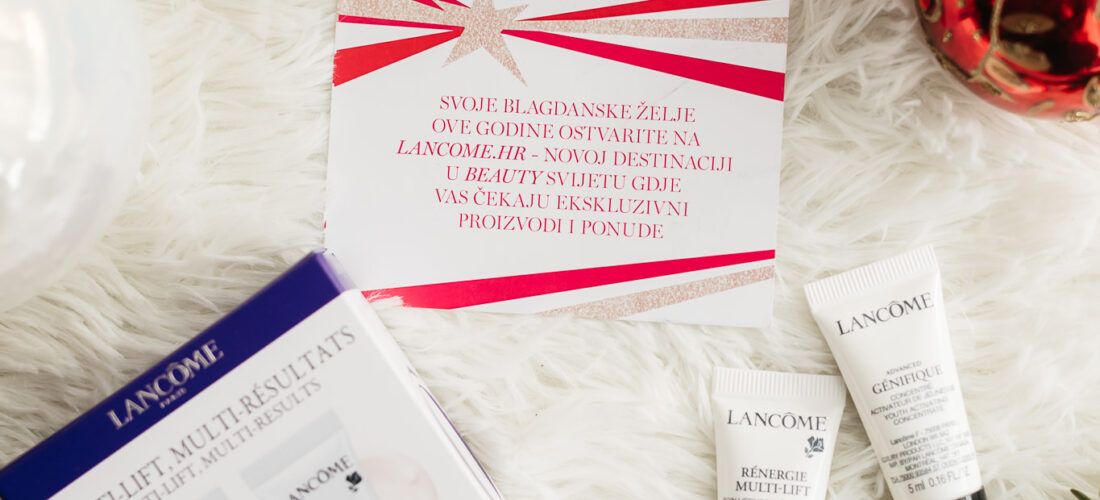 SVOJE BLAGDANSKE ŽELJE
OVE GODINE OSTVARITE NA
LANCOME.HR - NOVOJ DESTINACIJI
U BEAUTY SVIJETU GDJE
VAS ČEKAJU EKSKLUZIVNI
PROIZVODI I PONUDE
LANCÔME
PARIS
TI-LIFT, MULTI-RÉSULTATS
TI-LIFT, MULTI-RESULTS
LANCÔME
LANCÔME
RÉNERGIE
MULTI-LIFT
LANCÔME
ADVANCED
GÉNIFIQUE
CONCENTRÉ
ACTIVATEUR DE JEUNESSE
YOUTH ACTIVATING
CONCENTRATE
5 ml 0.16 FL. OZ